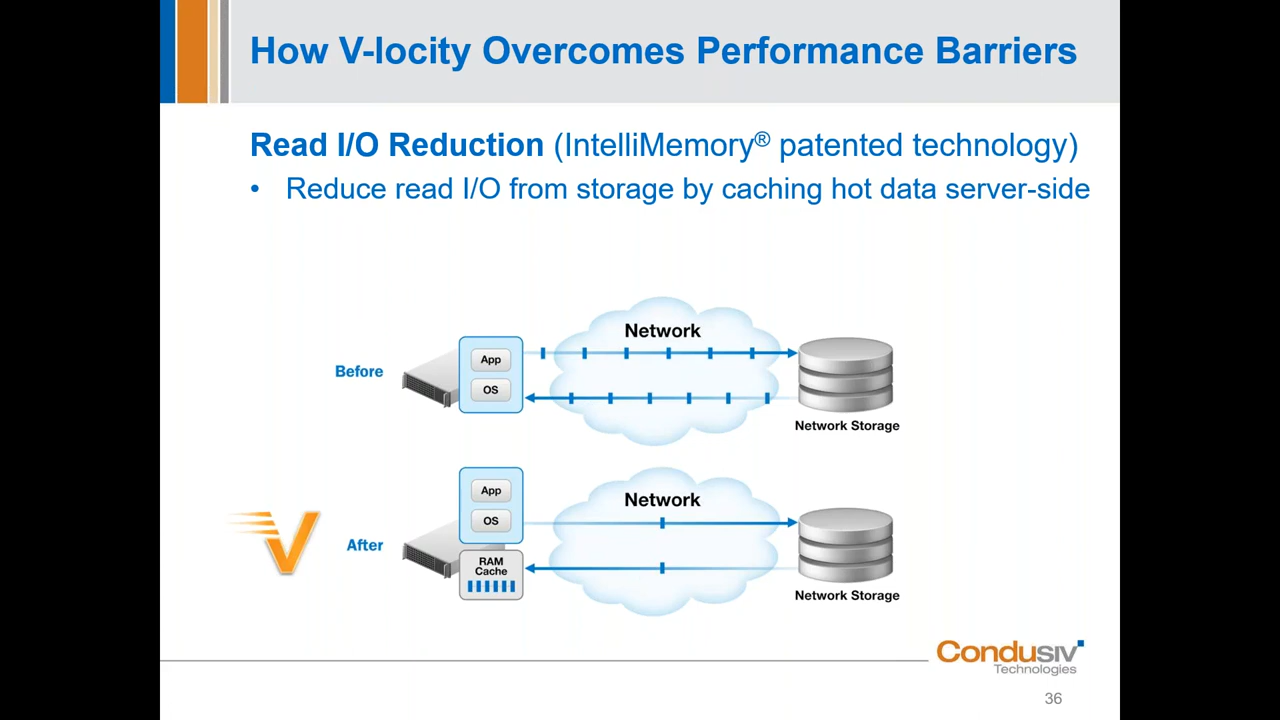 How V-locity Overcomes Performance Barriers
Read I/O Reduction (IntelliMemory® patented technology)
• Reduce read I/O from storage by caching hot data server-side
Network
App
Before
OS
Network Storage
App
Network
OS
After
RAM
Cache
Network Storage
Condusiv
Technologies
36